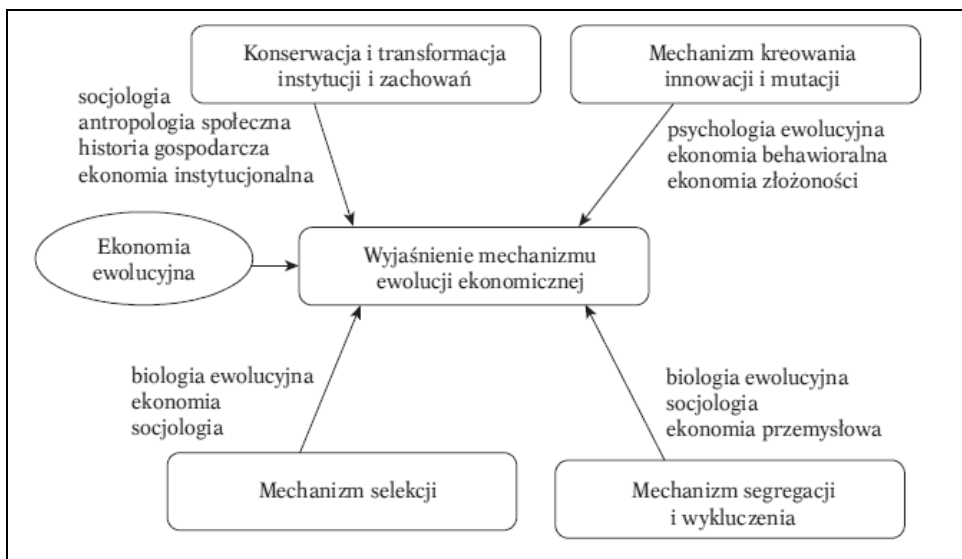 Konserwacja i transformacja
instytucji i zachowań
Mechanizm kreowania
innowacji i mutacji
socjologia
antropologia społeczna
historia gospodarcza
ekonomia instytucjonalna
psychologia ewolucyjna
ekonomia behawioralna
ekonomia złożoności
Ekonomia
ewolucyjna
Wyjaśnienie mechanizmu
ewolucji ekonomicznej
biologia ewolucyjna
ekonomia
socjologia
biologia ewolucyjna
socjologia
ekonomia przemysłowa
Mechanizm selekcji
Mechanizm segregacji
i wykluczenia